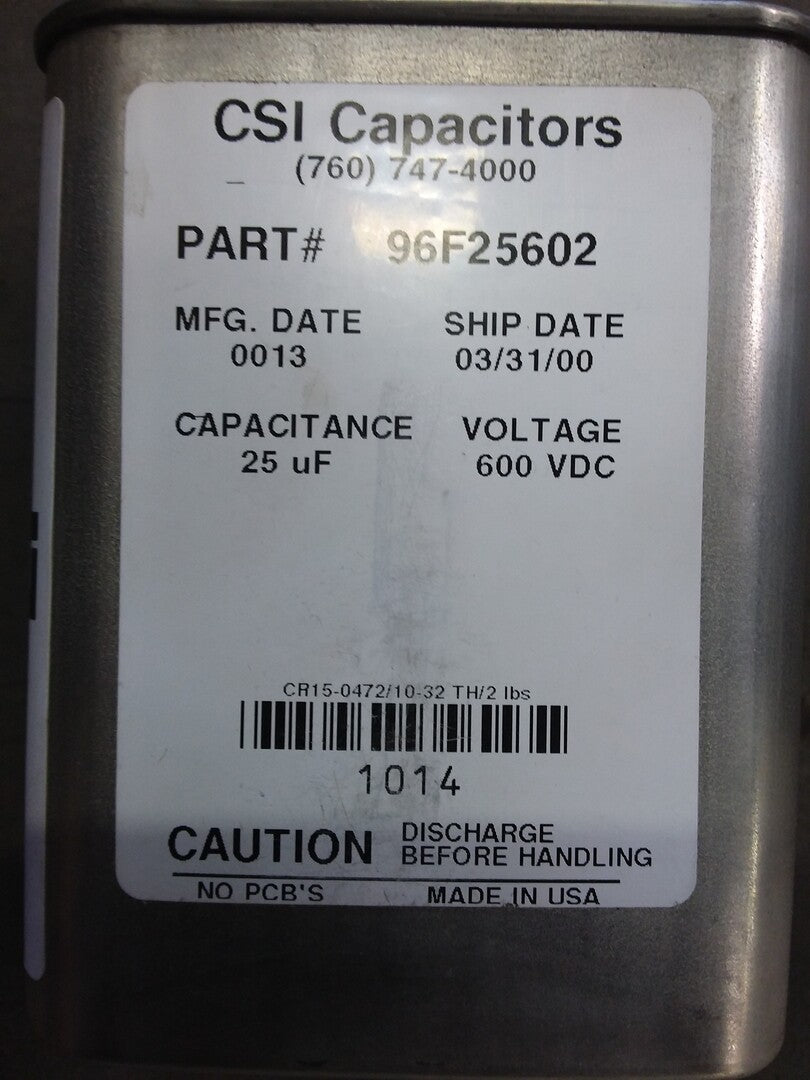 CSI Capacitors
(760) 747-4000
PART# 96F25602
MFG. DATE SHIP DATE
0013 03/31/00
CAPACITANCE VOLTAGE
25 uF 600 VDC
CR15-0472/10-32 TH/2 lbs
1014
CAUTION DISCHARGE
BEFORE HANDLING
NO PCB'S MADE IN USA